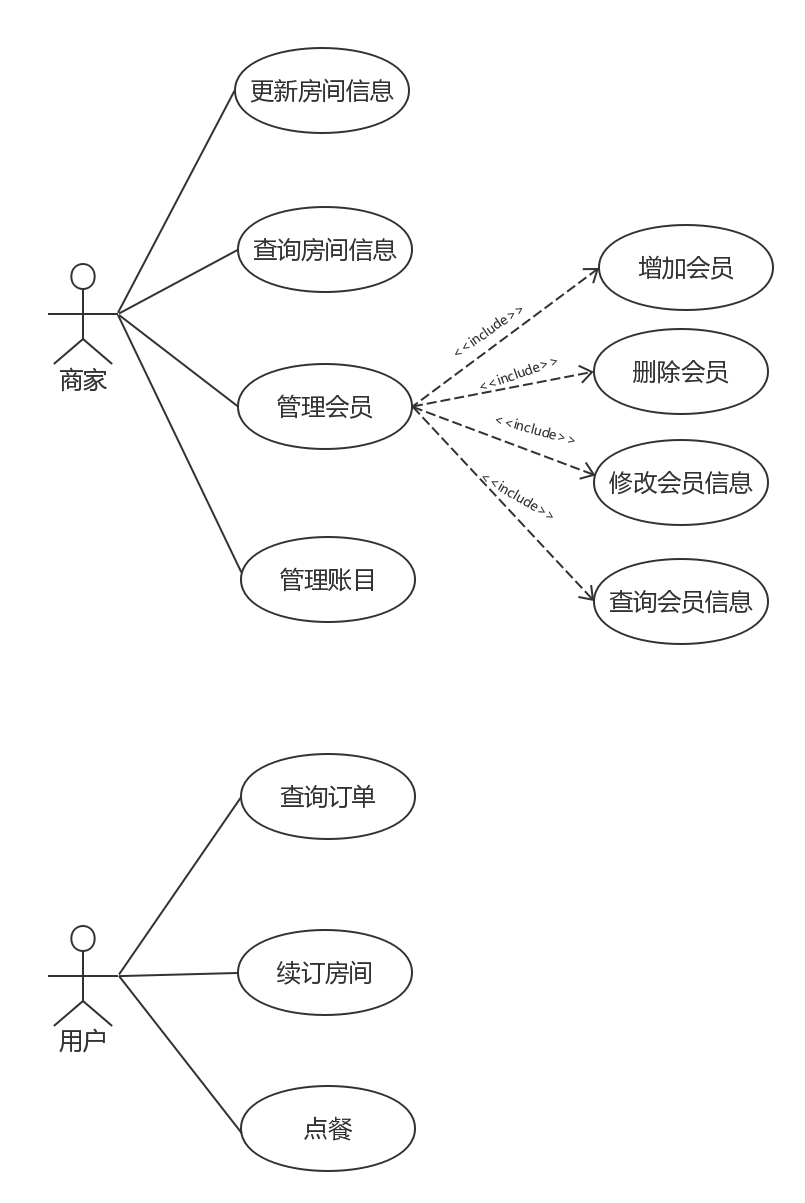 更新房间信息
查询房间信息
商家
管理会员
管理账目
<<include>>
<<include>>
<<include>>
<<include>>
增加会员
删除会员
修改会员信息
查询会员信息
查询订单
用户
续订房间
点餐